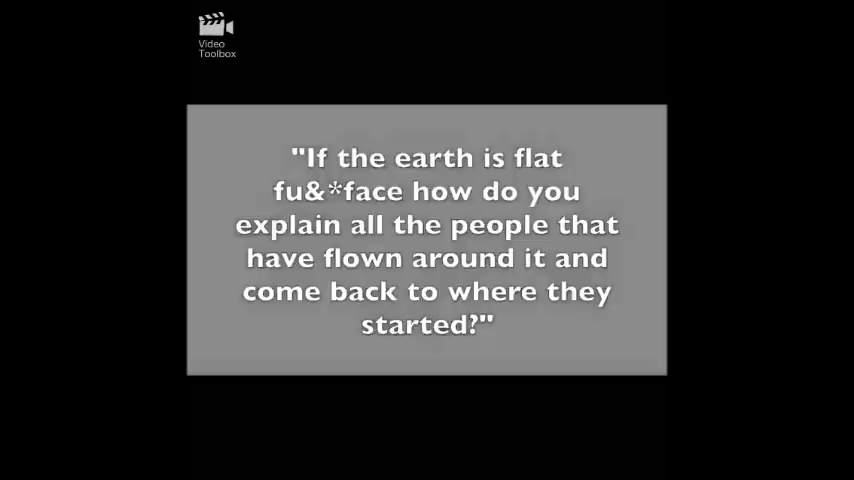 Video
Toolbox
"If the earth is flat
fu&*face how do you
explain all the people that
have flown around it and
come back to where they
started?"